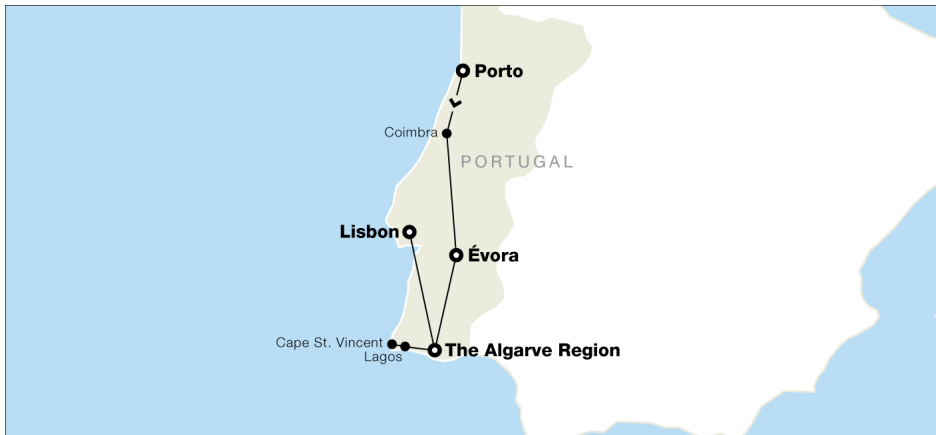 Porto
Coimbra
PORTUGAL
Lisbon
Évora
Cape St. Vincent
Lagos
The Algarve Region